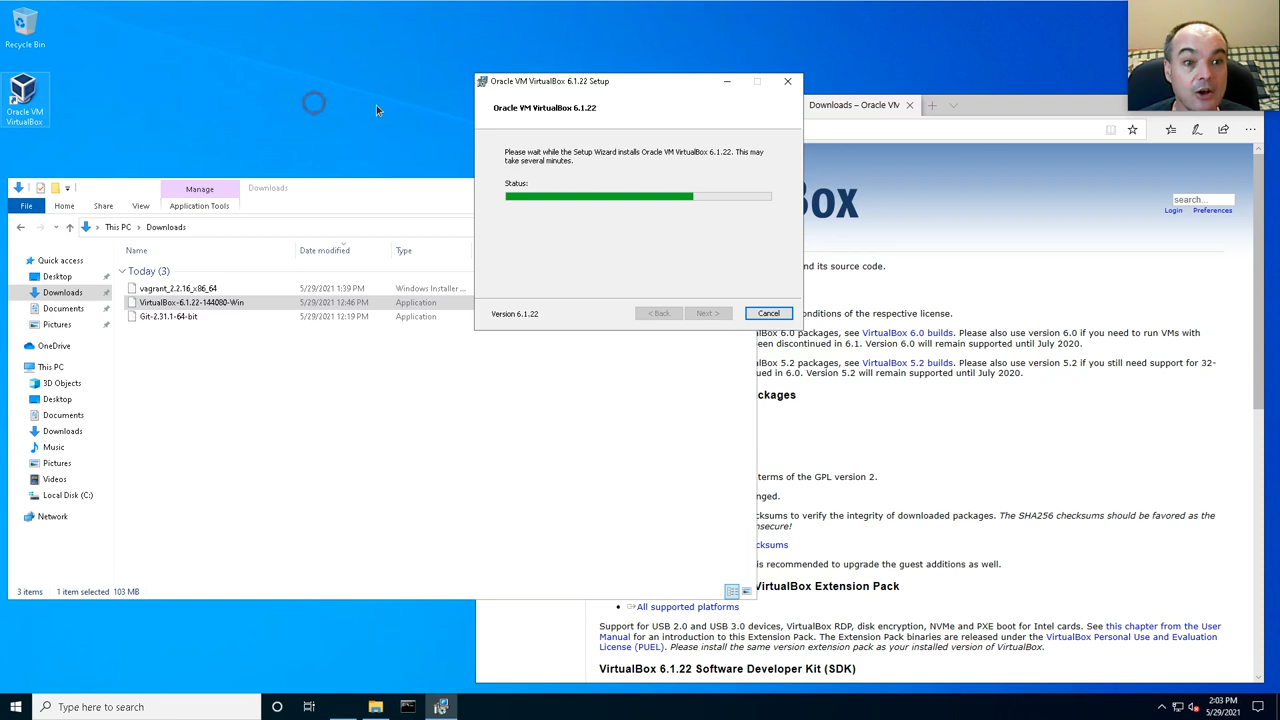 Recycle Bin
Oracle VM
VirtualBox
Oracle VM VirtualBox 6.1.22 Setup
Oracle VM VirtualBox 6.1.22
Please wait while the Setup Wizard installs Oracle VM VirtualBox 6.1.22. This may
take several minutes.
Status:
Version 6.1.22
< Back
Next >
Cancel
Downloads – Oracle VM
Manage
Downloads
File
Home
Share
View
Application Tools
This PC
Downloads
Name
Date modified
Type
Quick access
Desktop
Downloads
Documents
Pictures
OneDrive
This PC
3D Objects
Desktop
Documents
Downloads
Music
Pictures
Videos
Local Disk (C:)
Network
Today (3)
vagrant_2.2.16_x86_64
5/29/2021 1:39 PM
Windows Installer ...
VirtualBox-6.1.22-144080-Win
5/29/2021 12:46 PM
Application
Git-2.31.1-64-bit
5/29/2021 12:19 PM
Application
3 items
1 item selected 103 MB
ox
search...
Login
Preferences
nd its source code.
onditions of the respective license.
alBox 6.0 packages, see VirtualBox 6.0 builds. Please also use version 6.0 if you need to run VMs with
been discontinued in 6.1. Version 6.0 will remain supported until July 2020.
alBox 5.2 packages, see VirtualBox 5.2 builds. Please also use version 5.2 if you still need support for 32-
nued in 6.0. Version 5.2 will remain supported until July 2020.
ckages
terms of the GPL version 2.
nged.
cksums to verify the integrity of downloaded packages. The SHA256 checksums should be favored as the
nsecure!
cksums
is recommended to upgrade the guest additions as well.
VirtualBox Extension Pack
All supported platforms
Support for USB 2.0 and USB 3.0 devices, VirtualBox RDP, disk encryption, NVMe and PXE boot for Intel cards. See this chapter from the User
Manual for an introduction to this Extension Pack. The Extension Pack binaries are released under the VirtualBox Personal Use and Evaluation
License (PUEL). Please install the same version extension pack as your installed version of VirtualBox.
VirtualBox 6.1.22 Software Developer Kit (SDK)
Type here to search
2:03 PM
5/29/2021